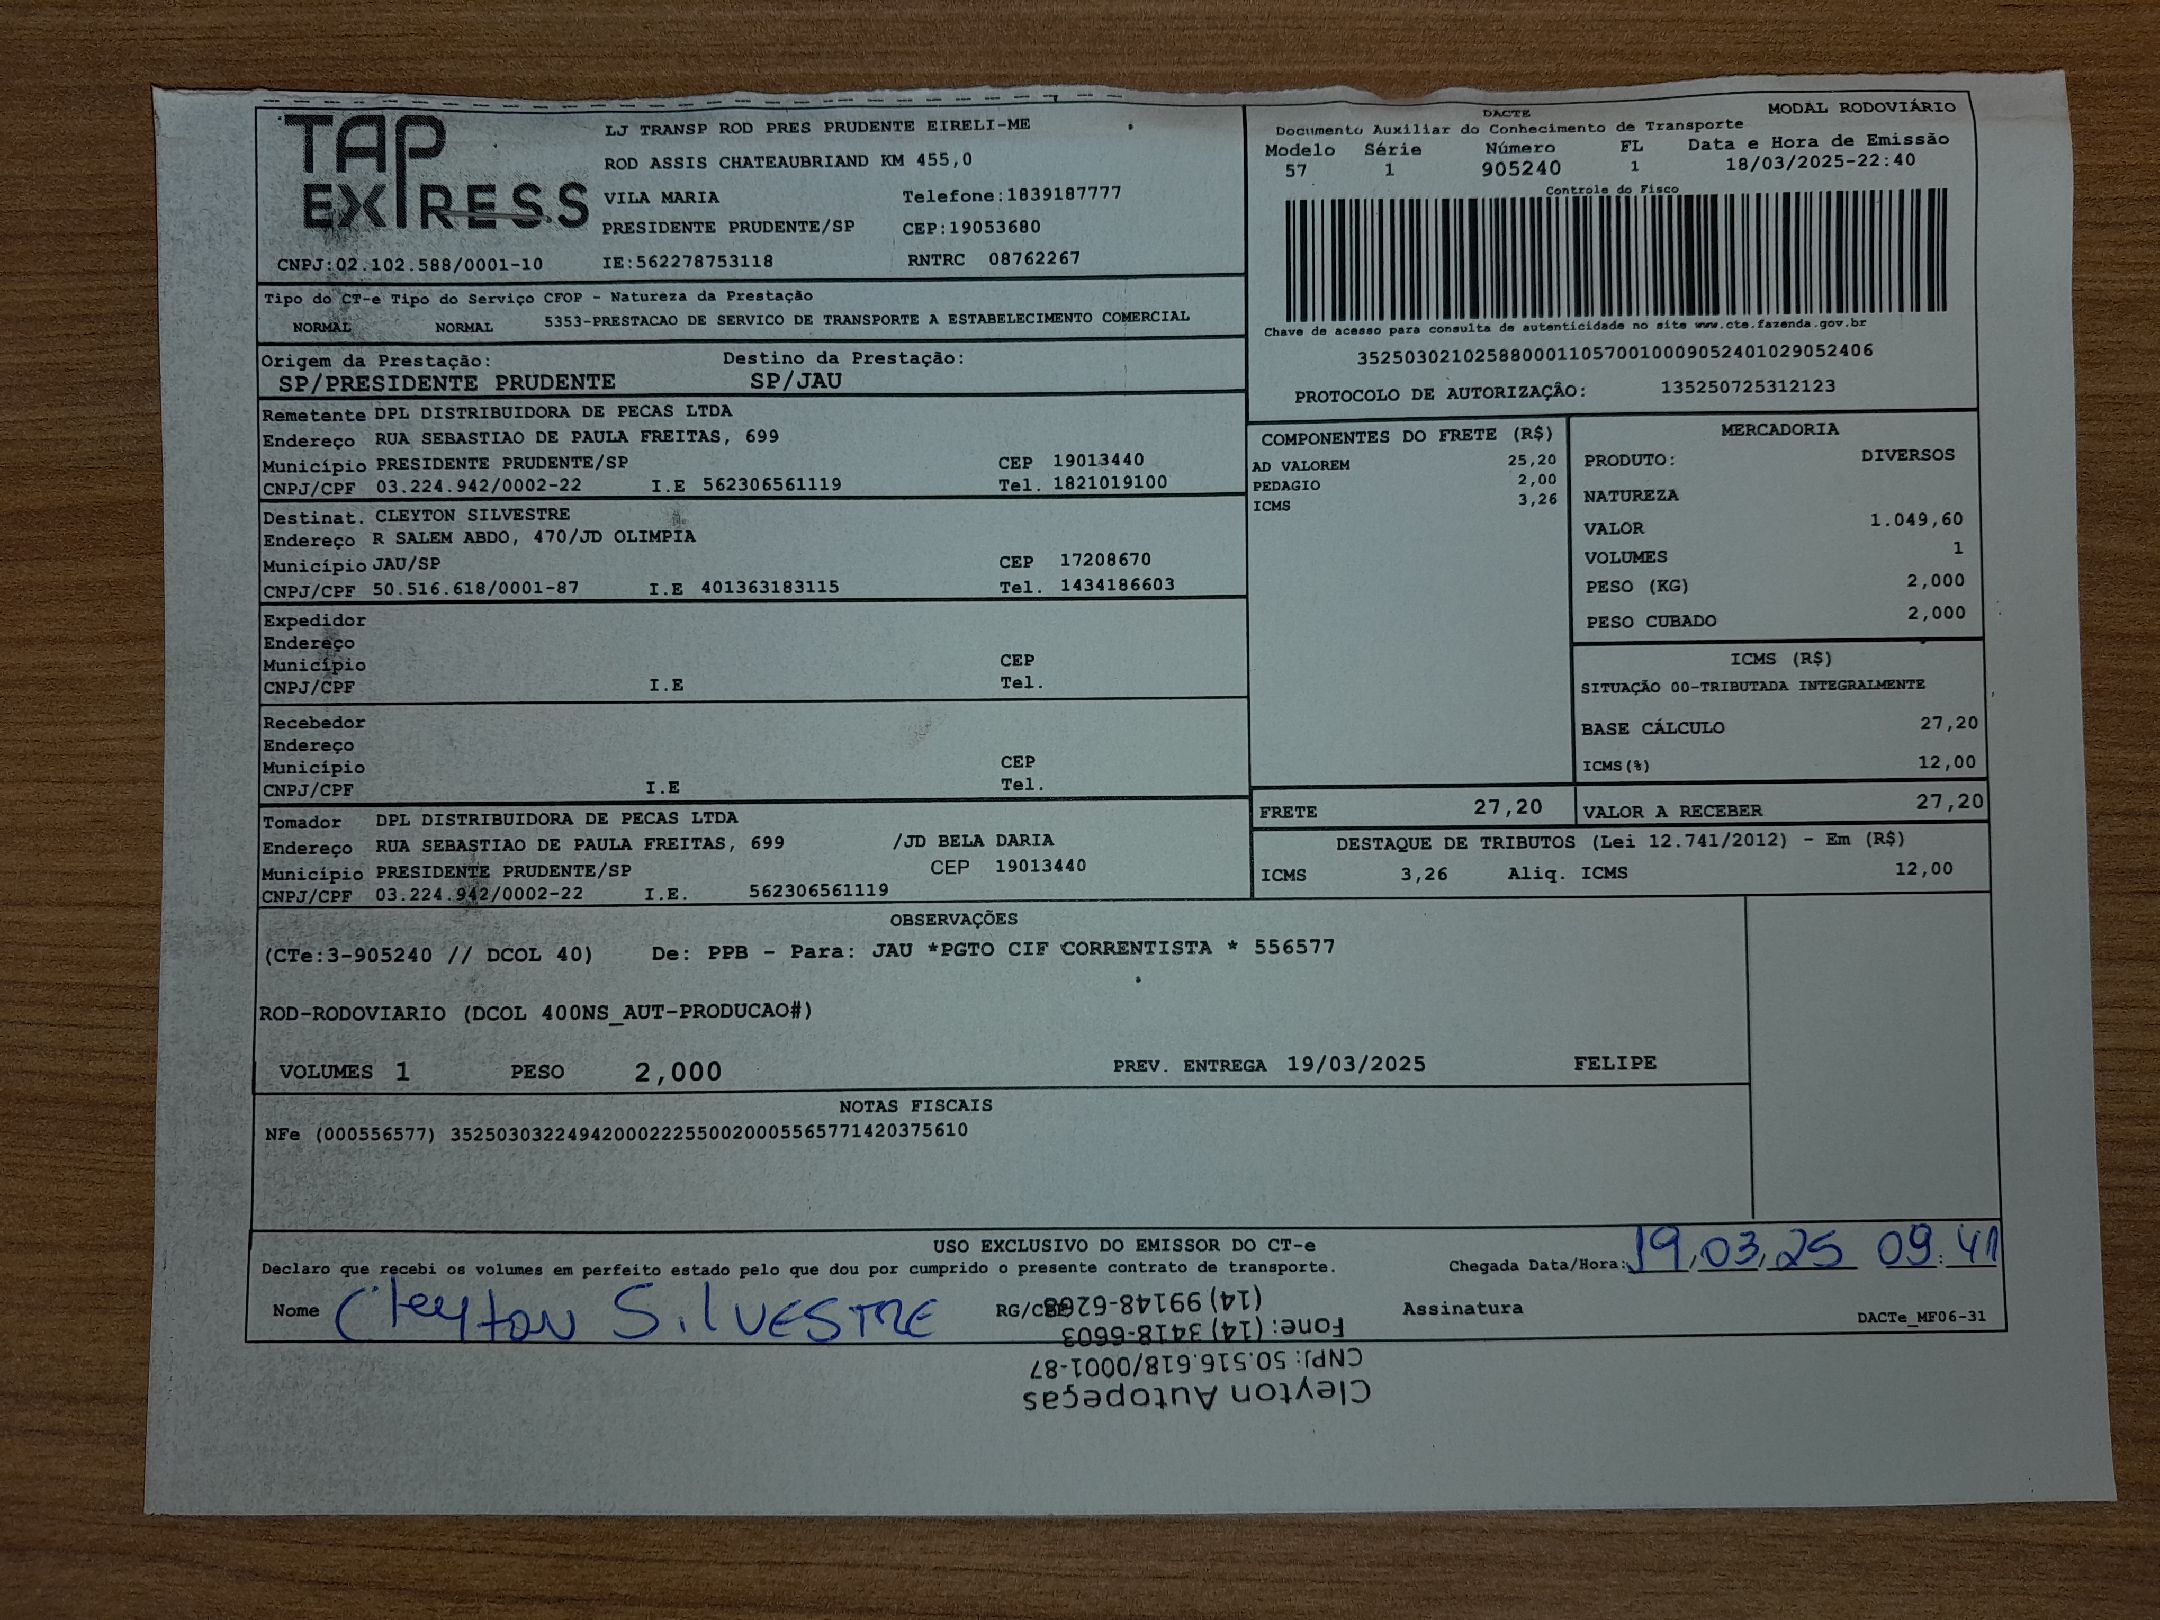 TAP
EXPRESS
LJ TRANSP ROD PRES PRUDENTE EIRELI-ME
ROD ASSIS CHATEAUBRIAND KM 455,0
VILA MARIA Telefone:1839187777
PRESIDENTE PRUDENTE/SP CEP:19053680
CNPJ:02.102.588/0001-10 IE:562278753118 RNTRC 08762267
DACTE MODAL RODOVIÁRIO
Documento Auxiliar do Conhecimento de Transporte
Modelo Série Número FL Data e Hora de Emissão
57 1 905240 1 18/03/2025-22:40
Controle do Fisco
Chave de acesso para consulta de autenticidade no site www.cte.fazenda.gov.br
35250302102588000110570010009052401029052406
PROTOCOLO DE AUTORIZAÇÃO: 135250725312123
Tipo do CT-e Tipo do Serviço CFOP - Natureza da Prestação
NORMAL NORMAL 5353-PRESTACAO DE SERVICO DE TRANSPORTE A ESTABELECIMENTO COMERCIAL
Origem da Prestação: Destino da Prestação:
SP/PRESIDENTE PRUDENTE SP/JAU
Remetente DPL DISTRIBUIDORA DE PECAS LTDA
Endereço RUA SEBASTIAO DE PAULA FREITAS, 699
Município PRESIDENTE PRUDENTE/SP CEP 19013440
CNPJ/CPF 03.224.942/0002-22 I.E 562306561119 Tel. 1821019100
Destinat. CLEYTON SILVESTRE
Endereço R SALEM ABDO, 470/JD OLIMPIA
Município JAU/SP CEP 17208670
CNPJ/CPF 50.516.618/0001-87 I.E 401363183115 Tel. 1434186603
Expedidor
Endereço
Município CEP
CNPJ/CPF I.E Tel.
Recebedor
Endereço
Município CEP
CNPJ/CPF I.E Tel.
Tomador DPL DISTRIBUIDORA DE PECAS LTDA
Endereço RUA SEBASTIAO DE PAULA FREITAS, 699 /JD BELA DARIA
Município PRESIDENTE PRUDENTE/SP CEP 19013440
CNPJ/CPF 03.224.942/0002-22 I.E. 562306561119
COMPONENTES DO FRETE (R$)
AD VALOREM 25,20
PEDAGIO 2,00
ICMS 3,26
MERCADORIA
PRODUTO: DIVERSOS
NATUREZA
VALOR 1.049,60
VOLUMES 1
PESO (KG) 2,000
PESO CUBADO 2,000
ICMS (R$)
SITUAÇÃO 00-TRIBUTADA INTEGRALMENTE
BASE CÁLCULO 27,20
ICMS(%) 12,00
FRETE 27,20 VALOR A RECEBER 27,20
DESTAQUE DE TRIBUTOS (Lei 12.741/2012) - Em (R$)
ICMS 3,26 Aliq. ICMS 12,00
OBSERVAÇÕES
(CTe:3-905240 // DCOL 40) De: PPB - Para: JAU *PGTO CIF CORRENTISTA * 556577
ROD-RODOVIARIO (DCOL 400NS_AUT-PRODUCAO#)
VOLUMES 1 PESO 2,000 PREV. ENTREGA 19/03/2025 FELIPE
NOTAS FISCAIS
NFe (000556577) 35250303224942000222550020005565771420375610
USO EXCLUSIVO DO EMISSOR DO CT-e
Declaro que recebi os volumes em perfeito estado pelo que dou por cumprido o presente contrato de transporte. Chegada Data/Hora: 19,03,25 09:41
Nome Cleyton Silvestre RG/CPF Assinatura DACTe_MF06-31
Cleyton Autopeças
CNPJ: 50.516.618/0001-87
Fone: (14) 3418-6603
(14) 99148-6268